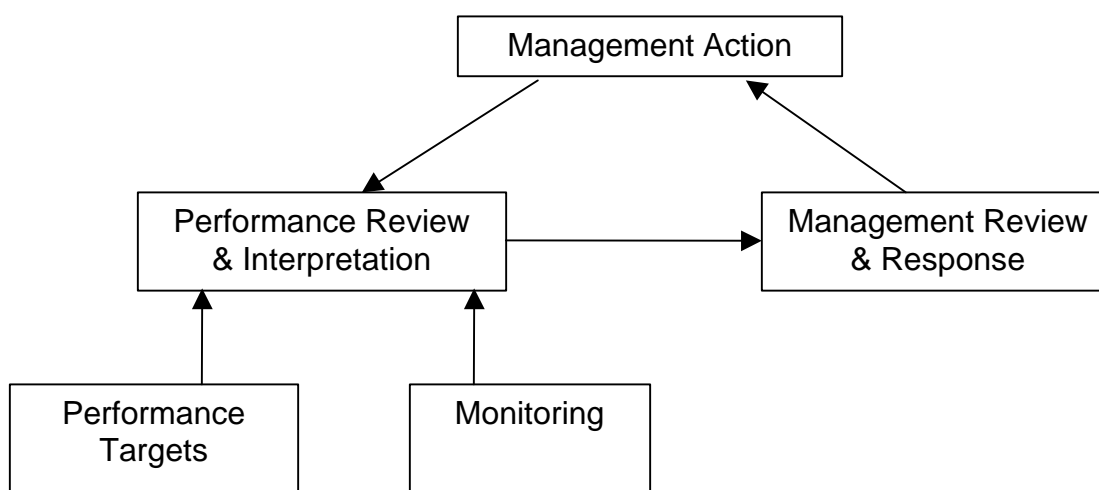 Management Action
Performance Review
& Interpretation
Management Review
& Response
Performance
Targets
Monitoring